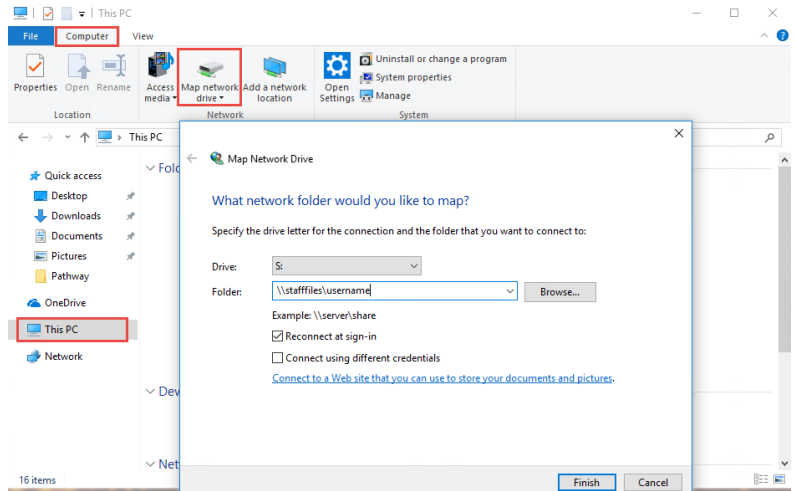 This PC
File Computer View
Properties Open Rename Access media Map network drive Add a network location Open Settings Uninstall or change a program
System properties
Manage
Location Network System
This PC
Quick access
Desktop
Downloads
Documents
Pictures
Pathway
OneDrive
This PC
Network
16 items
Map Network Drive
What network folder would you like to map?
Specify the drive letter for the connection and the folder that you want to connect to:
Drive: S:
Folder: \\stafffiles\username Browse...
Example: \\server\share
Reconnect at sign-in
Connect using different credentials
Connect to a Web site that you can use to store your documents and pictures.
Finish Cancel